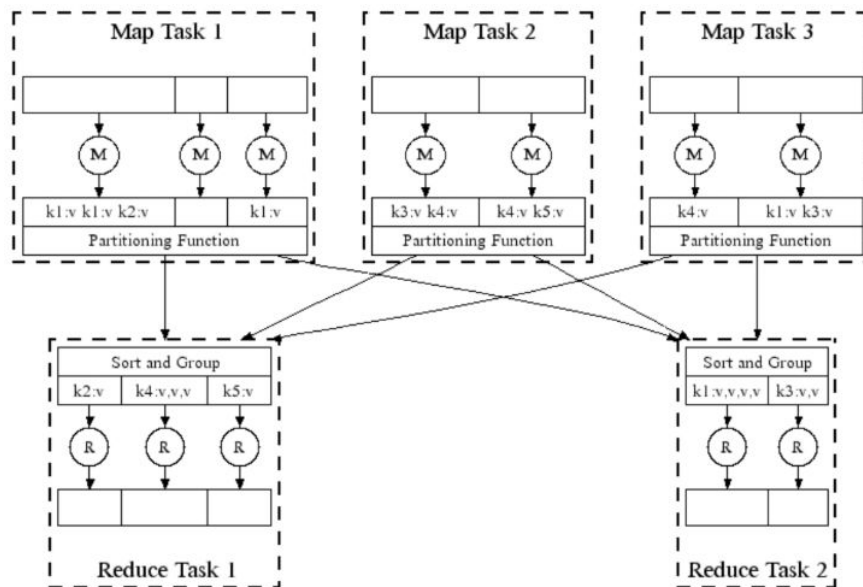 Map Task 1
Map Task 2
Map Task 3
M
M
M
M
M
M
M
k1:v k1:v k2:v
k1:v
k3:v k4:v
k4:v k5:v
k4:v
k1:v k3:v
Partitioning Function
Partitioning Function
Partitioning Function
Sort and Group
Sort and Group
k2:v
k4:v,v,v
k5:v
k1:v,v,v,v
k3:v,v
R
R
R
R
R
Reduce Task 1
Reduce Task 2